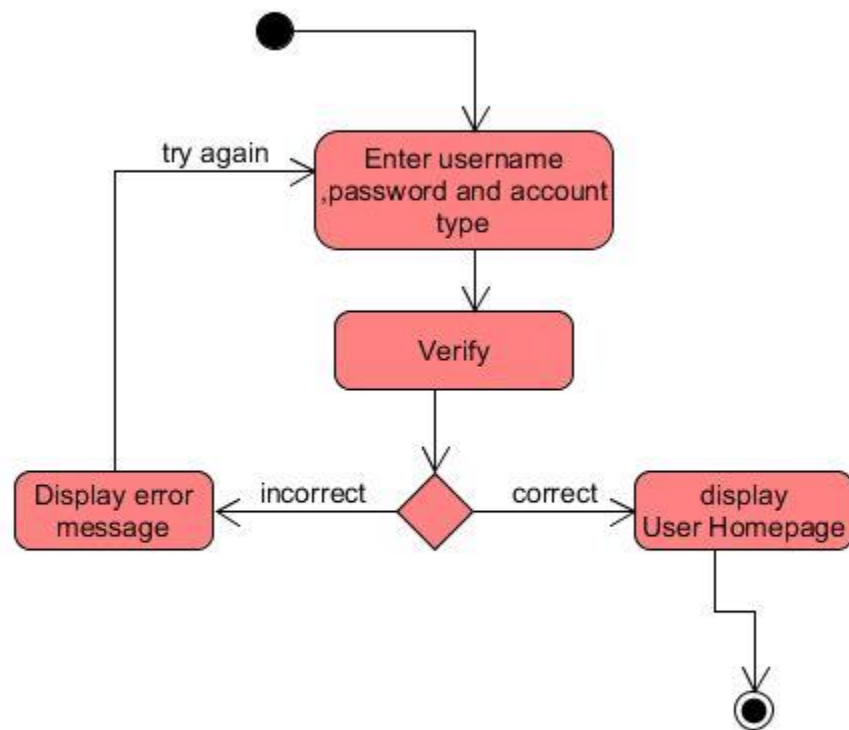 try again
Enter username
,password and account
type
Verify
incorrect
correct
Display error
message
display
User Homepage